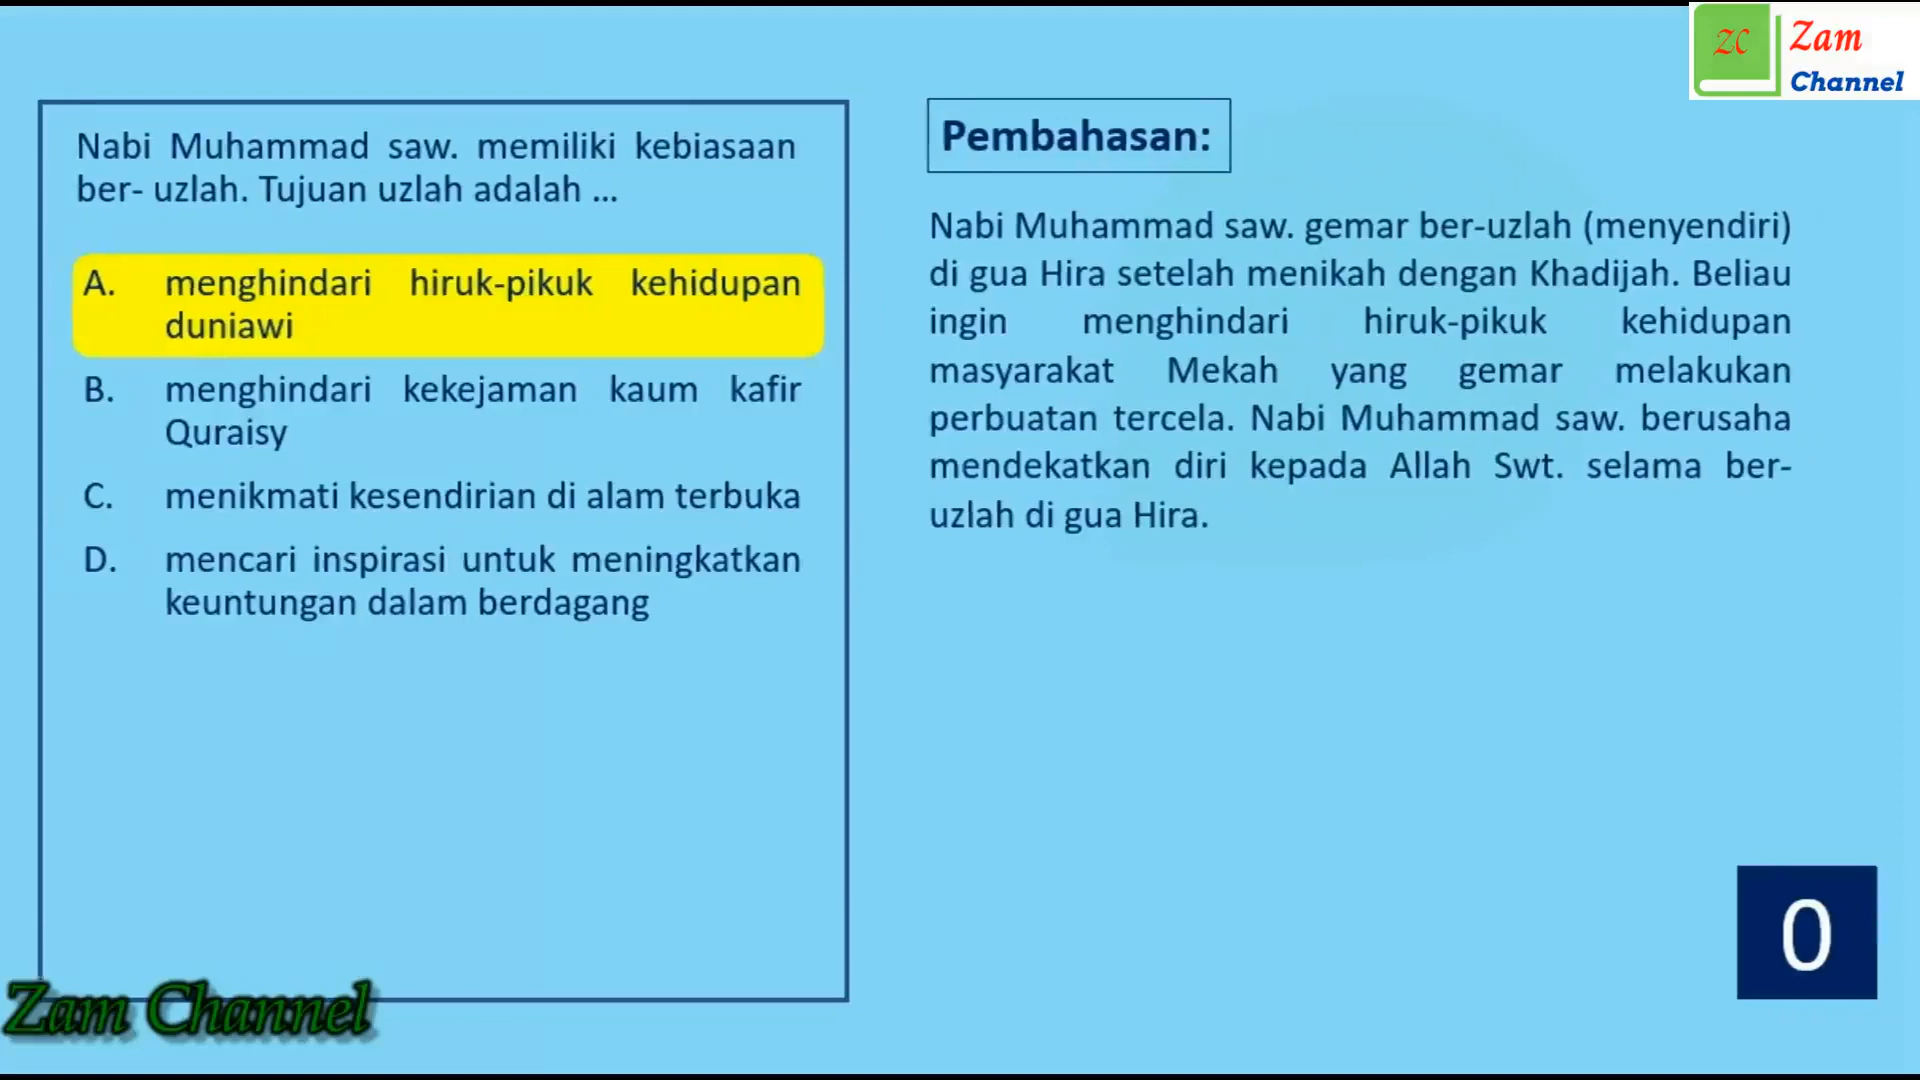 ZC
Zam
Channel
Nabi Muhammad saw. memiliki kebiasaan
ber- uzlah. Tujuan uzlah adalah ...
A. menghindari hiruk-pikuk kehidupan
duniawi
B. menghindari kekejaman kaum kafir
Quraisy
C. menikmati kesendirian di alam terbuka
D. mencari inspirasi untuk meningkatkan
keuntungan dalam berdagang
Pembahasan:
Nabi Muhammad saw. gemar ber-uzlah (menyendiri)
di gua Hira setelah menikah dengan Khadijah. Beliau
ingin menghindari hiruk-pikuk kehidupan
masyarakat Mekah yang gemar melakukan
perbuatan tercela. Nabi Muhammad saw. berusaha
mendekatkan diri kepada Allah Swt. selama ber-
uzlah di gua Hira.
0
Zam Channel